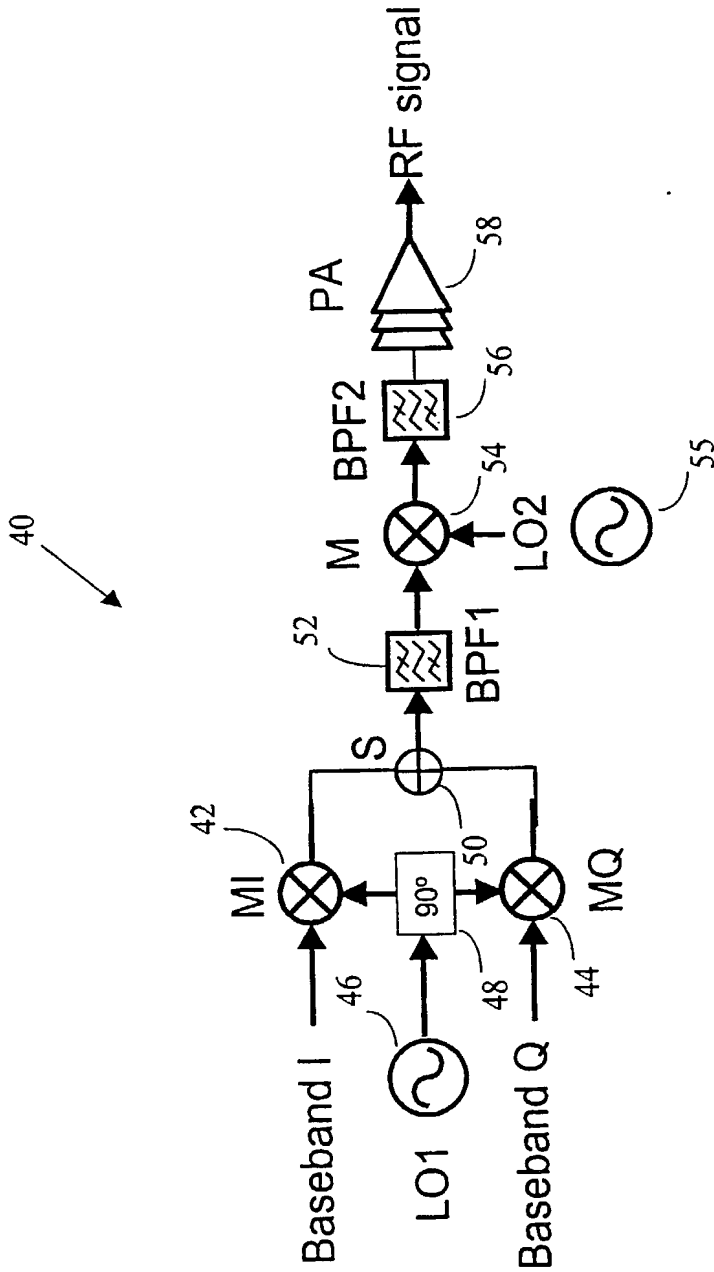 40
Baseband I
MI
42
LO1
46
90°
48
Baseband Q
MQ
44
S
50
52
BPF1
M
54
LO2
55
BPF2
56
PA
58
RF signal